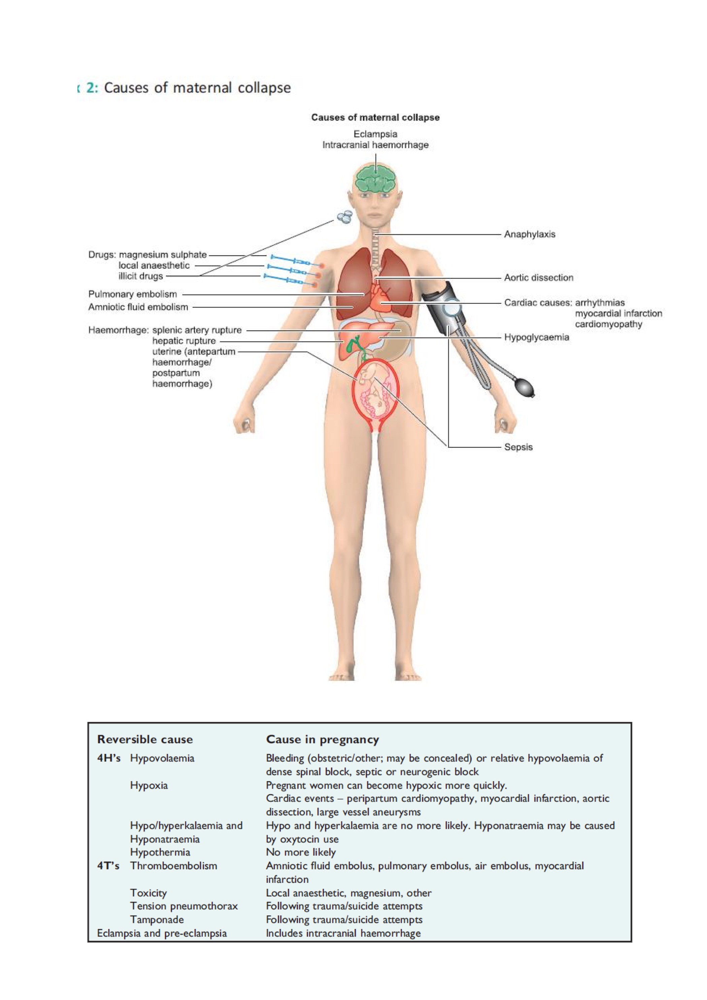 2: Causes of maternal collapse
Causes of maternal collapse
Eclampsia
Intracranial haemorrhage
Drugs: magnesium sulphate
local anaesthetic
illicit drugs
Pulmonary embolism
Amniotic fluid embolism
Haemorrhage: splenic artery rupture
hepatic rupture
uterine (antepartum
haemorrhage/
postpartum
haemorrhage)
Anaphylaxis
Aortic dissection
Cardiac causes: arrhythmias
myocardial infarction
cardiomyopathy
Hypoglycaemia
Sepsis
Reversible cause Cause in pregnancy
4H's Hypovolaemia Bleeding (obstetric/other; may be concealed) or relative hypovolaemia of
dense spinal block, septic or neurogenic block
Hypoxia Pregnant women can become hypoxic more quickly.
Cardiac events – peripartum cardiomyopathy, myocardial infarction, aortic
dissection, large vessel aneurysms
Hypo/hyperkalaemia and Hypo and hyperkalaemia are no more likely. Hyponatraemia may be caused
Hyponatraemia by oxytocin use
Hypothermia No more likely
4T's Thromboembolism Amniotic fluid embolus, pulmonary embolus, air embolus, myocardial
infarction
Toxicity Local anaesthetic, magnesium, other
Tension pneumothorax Following trauma/suicide attempts
Tamponade Following trauma/suicide attempts
Eclampsia and pre-eclampsia Includes intracranial haemorrhage